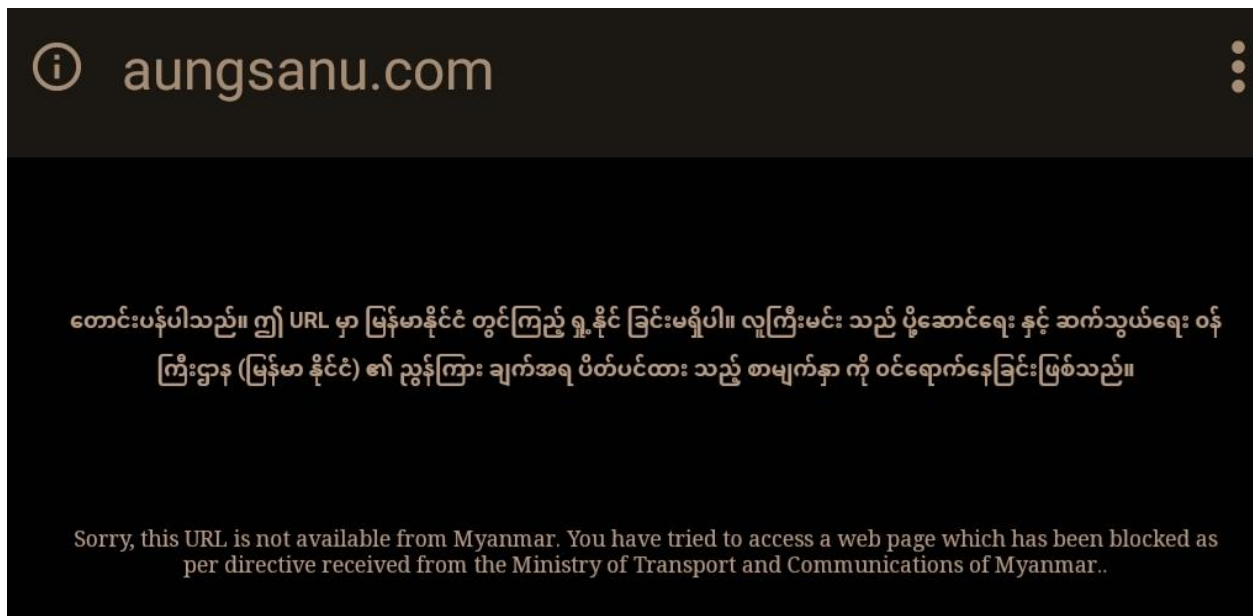 aungsanu.com
တောင်းပန်ပါသည်။ ဤ URL မှာ မြန်မာနိုင်ငံ တွင်ကြည့် ရှု့နိုင် ခြင်းမရှိပါ။ လူကြီးမင်း သည် ပို့ဆောင်ရေး နှင့် ဆက်သွယ်ရေး ဝန်
ကြီးဌာန (မြန်မာ နိုင်ငံ) ၏ ညွှန်ကြား ချက်အရ ပိတ်ပင်ထား သည့် စာမျက်နှာ ကို ဝင်ရောက်နေခြင်းဖြစ်သည်။
Sorry, this URL is not available from Myanmar. You have tried to access a web page which has been blocked as
per directive received from the Ministry of Transport and Communications of Myanmar..